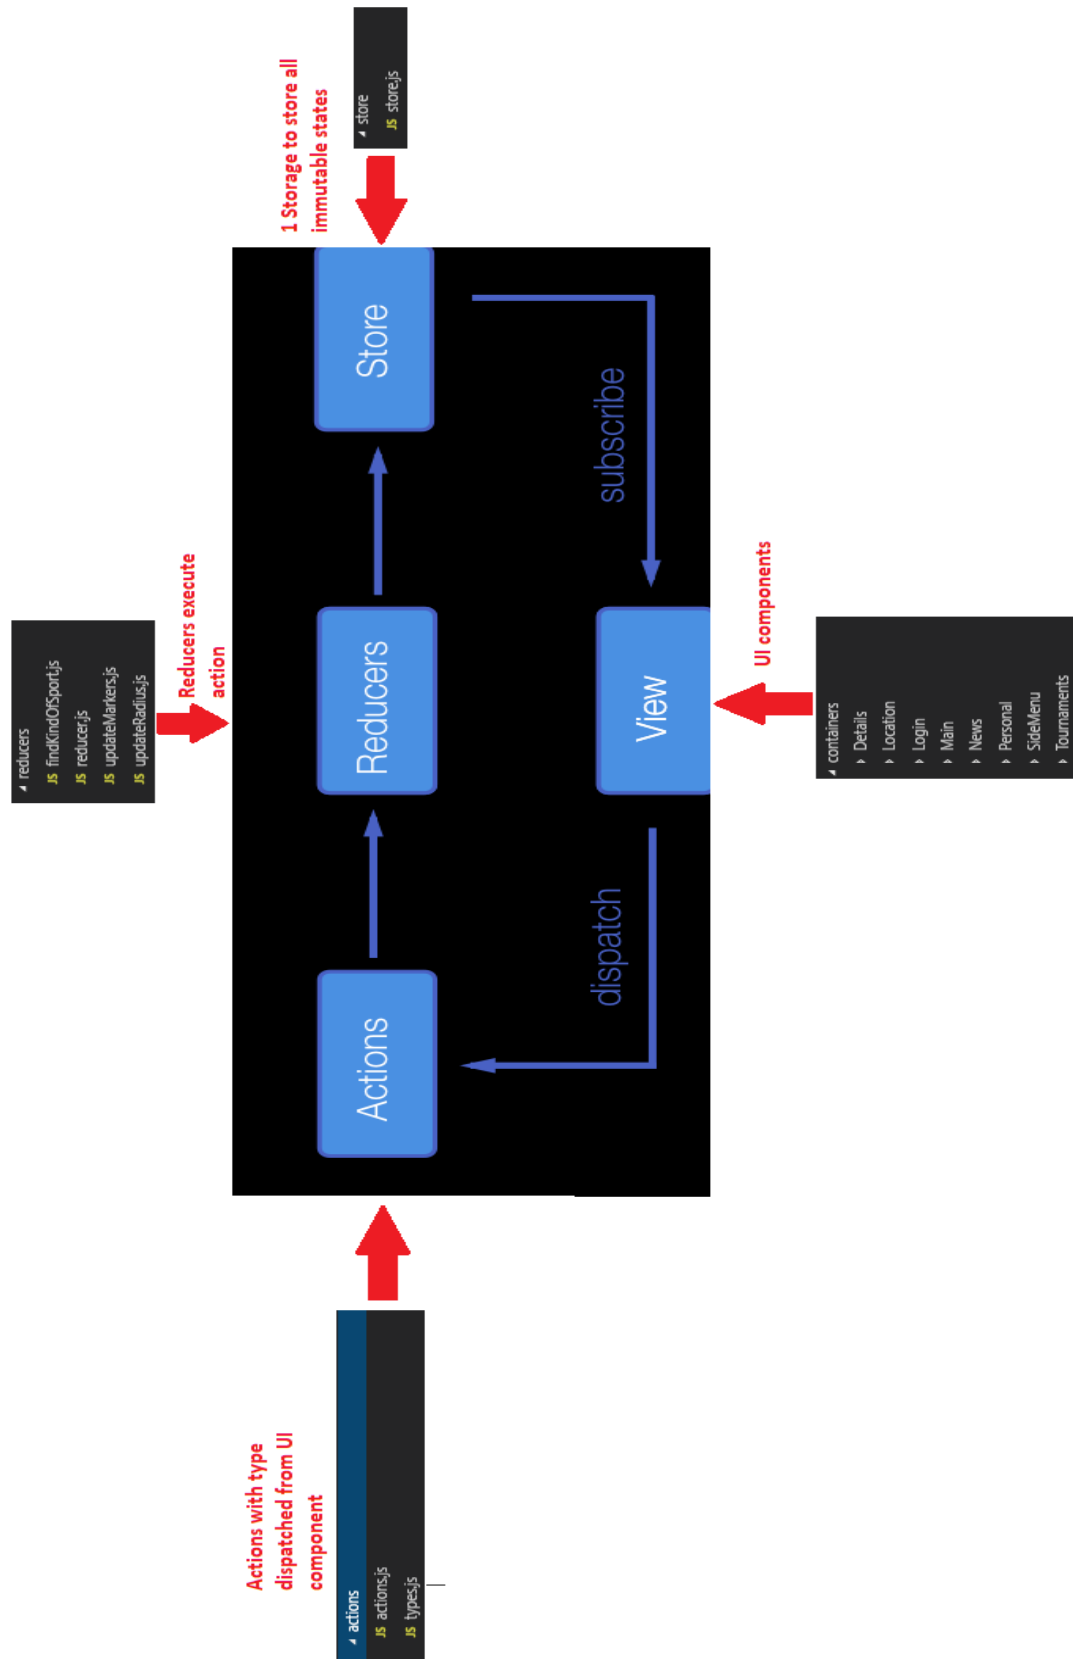 reducers
JS findKindOfSport.js
JS reducer.js
JS updateMarkers.js
JS updateRadius.js
Reducers execute
action
1 Storage to store all
immutable states
store
JS store.js
Actions with type
dispatched from UI
component
actions
JS actions.js
JS types.js
Actions
Reducers
Store
dispatch
subscribe
View
UI components
containers
Details
Location
Login
Main
News
Personal
SideMenu
Tournaments